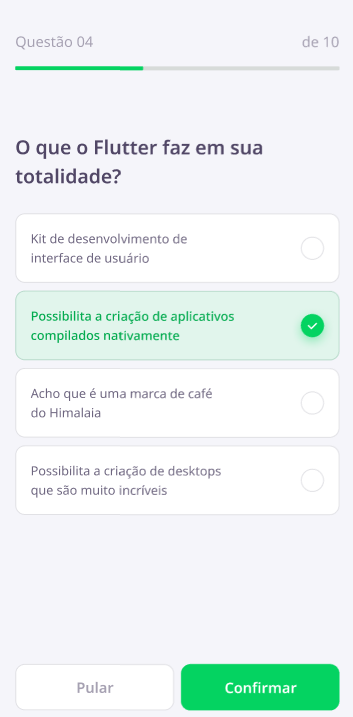 Questão 04
de 10
O que o Flutter faz em sua
totalidade?
Kit de desenvolvimento de
interface de usuário
Possibilita a criação de aplicativos
compilados nativamente
Acho que é uma marca de café
do Himalaia
Possibilita a criação de desktops
que são muito incríveis
Pular
Confirmar